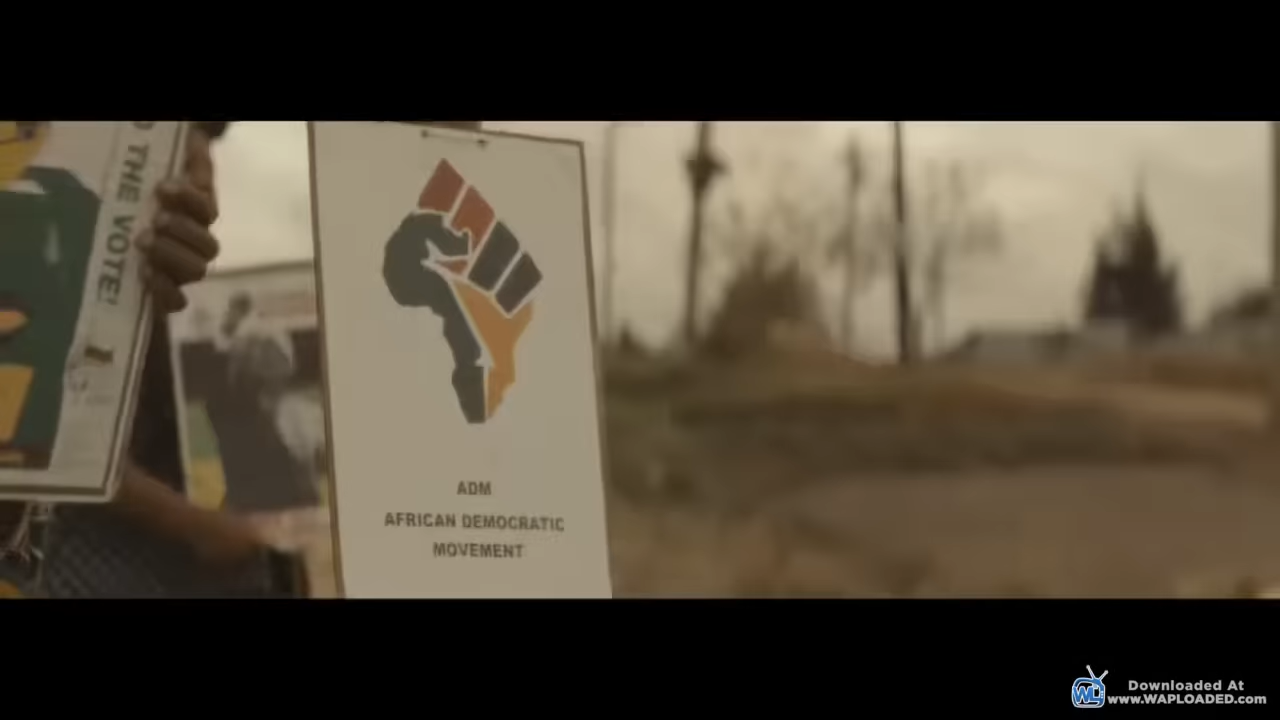 THE VOTE!
ADM
AFRICAN DEMOCRATIC
MOVEMENT
Downloaded At
www.WAPLOADED.com